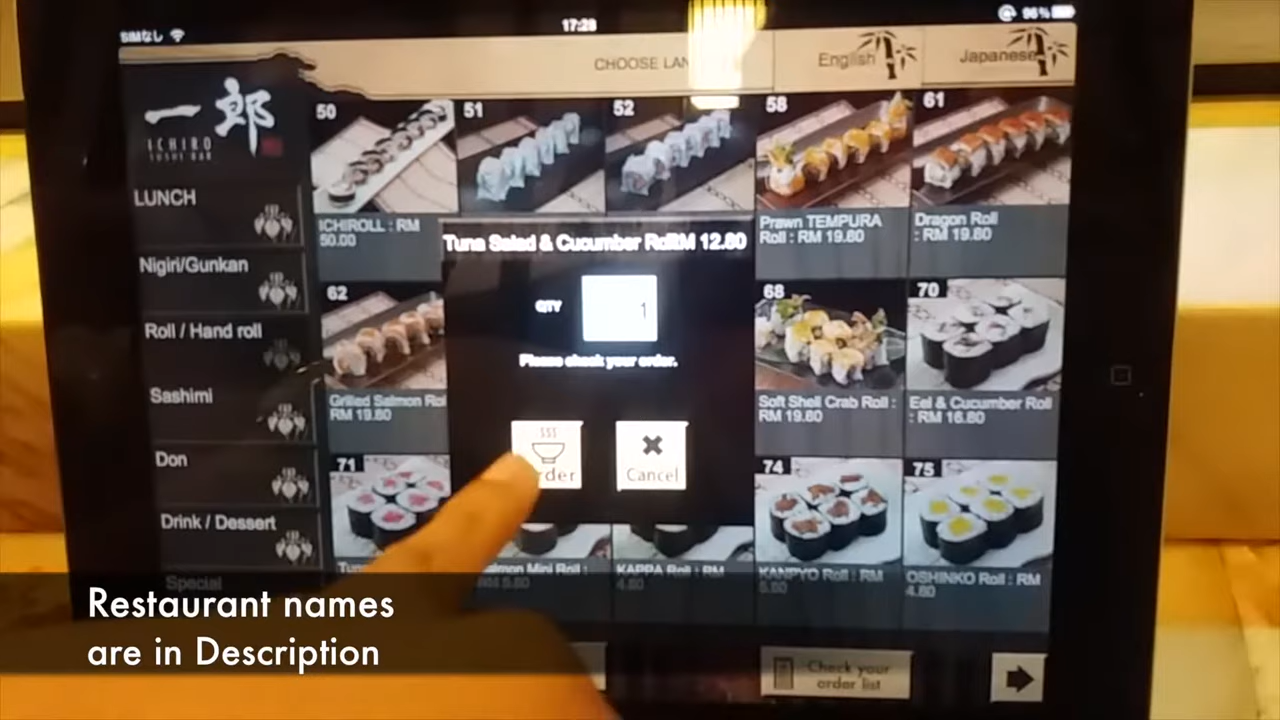 SIMなし
17:28
96%
CHOOSE LAN
English
Japanese
一郎
ICHIRO
SUSHI BAR
LUNCH
Nigiri/Gunkan
Roll / Hand roll
Sashimi
Don
Drink / Dessert
Special
50
ICHIROLL : RM
50.00
51
52
58
Prawn TEMPURA
Roll : RM 19.80
61
Dragon Roll
: RM 19.80
Tuna Salad & Cucumber Roll RM 12.80
QTY
1
Please check your order.
Order
Cancel
62
Grilled Salmon Rol
RM 19.80
68
Soft Shell Crab Roll :
RM 19.80
70
Eel & Cucumber Roll
: RM 16.80
71
Mini Roll :
KAPPA Roll : RM
4.80
74
KANPYO Roll : RM
5.80
75
OSHINKO Roll : RM
4.80
Check your
order list
Restaurant names
are in Description